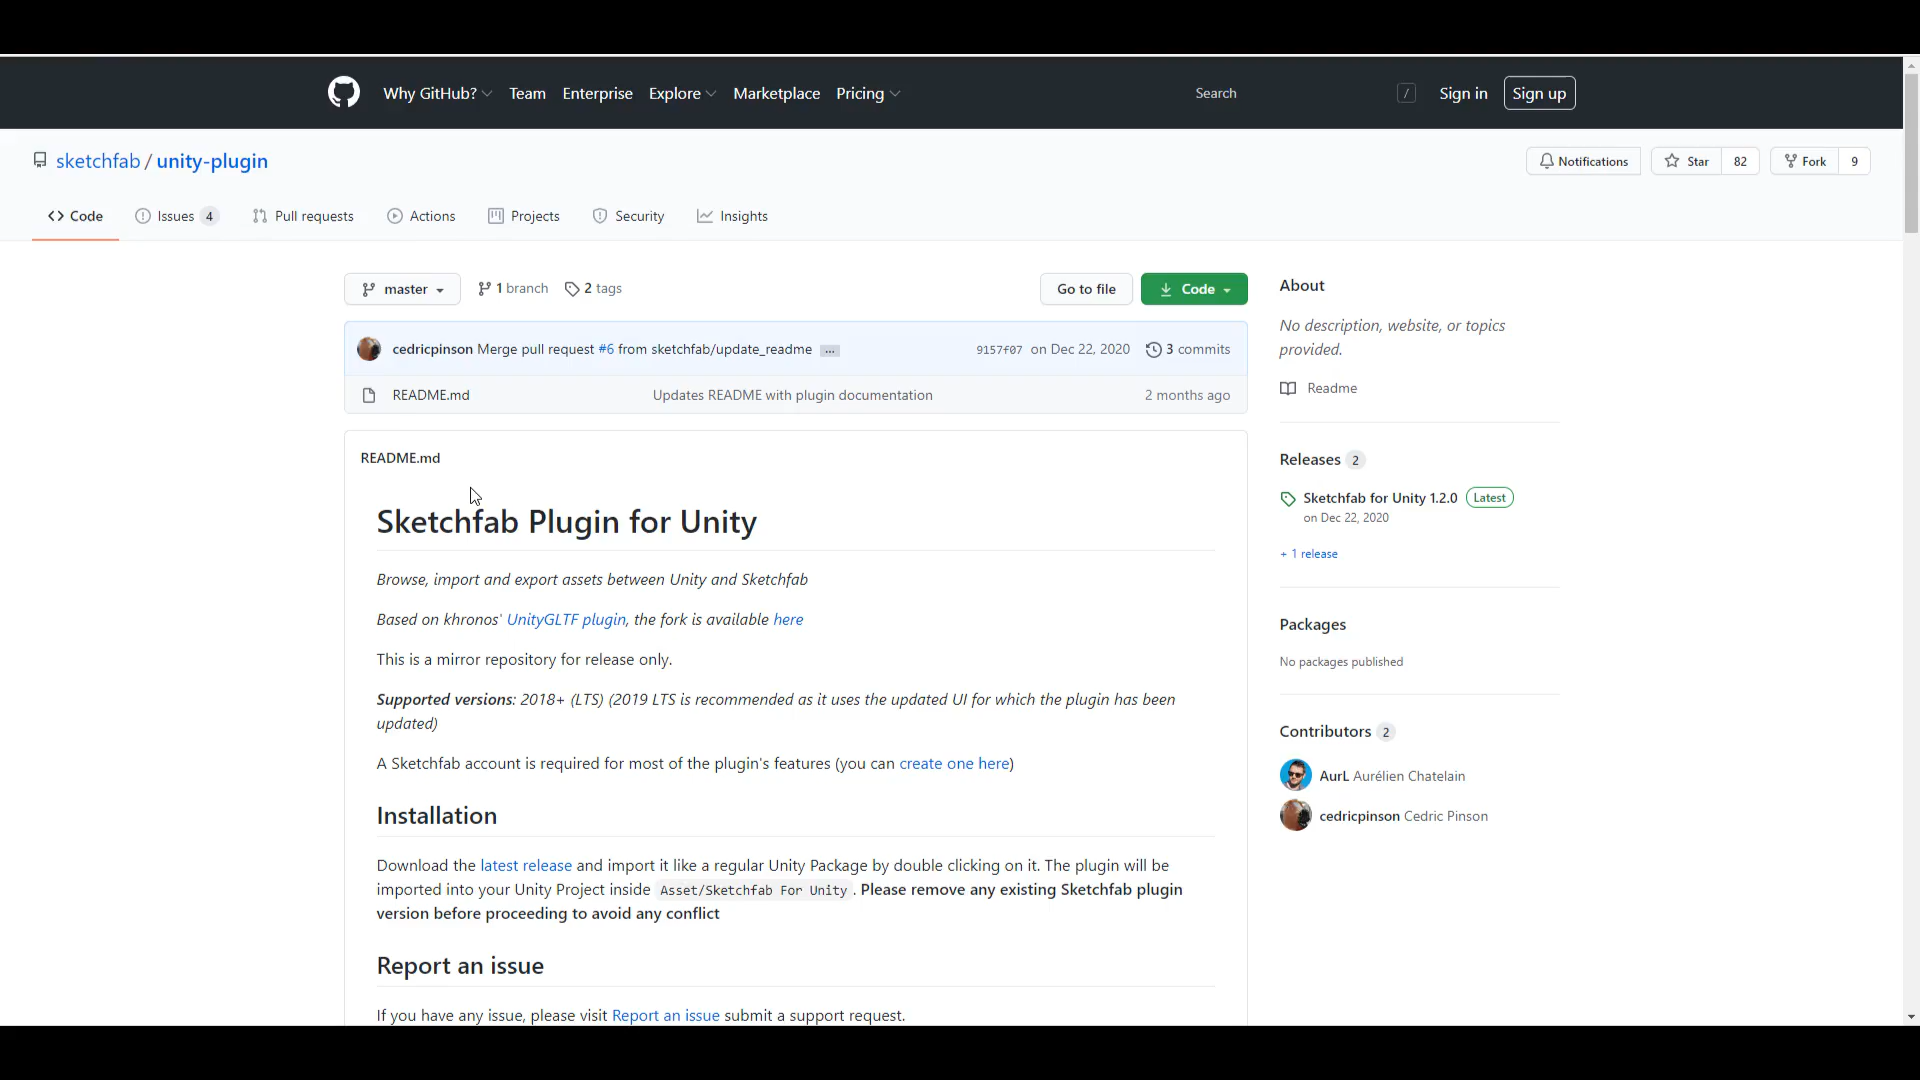 Why GitHub? Team Enterprise Explore Marketplace Pricing Search / Sign in Sign up
sketchfab / unity-plugin Notifications Star 82 Fork 9
Code Issues 4 Pull requests Actions Projects Security Insights
master 1 branch 2 tags Go to file Code
cedricpinson Merge pull request #6 from sketchfab/update_readme ... 9157f07 on Dec 22, 2020 3 commits
README.md Updates README with plugin documentation 2 months ago
README.md
Sketchfab Plugin for Unity
Browse, import and export assets between Unity and Sketchfab
Based on khronos' UnityGLTF plugin, the fork is available here
This is a mirror repository for release only.
Supported versions: 2018+ (LTS) (2019 LTS is recommended as it uses the updated UI for which the plugin has been
updated)
A Sketchfab account is required for most of the plugin's features (you can create one here)
Installation
Download the latest release and import it like a regular Unity Package by double clicking on it. The plugin will be
imported into your Unity Project inside Asset/Sketchfab For Unity . Please remove any existing Sketchfab plugin
version before proceeding to avoid any conflict
Report an issue
If you have any issue, please visit Report an issue submit a support request.
About
No description, website, or topics
provided.
Readme
Releases 2
Sketchfab for Unity 1.2.0 Latest
on Dec 22, 2020
+ 1 release
Packages
No packages published
Contributors 2
AurL Aurélien Chatelain
cedricpinson Cedric Pinson